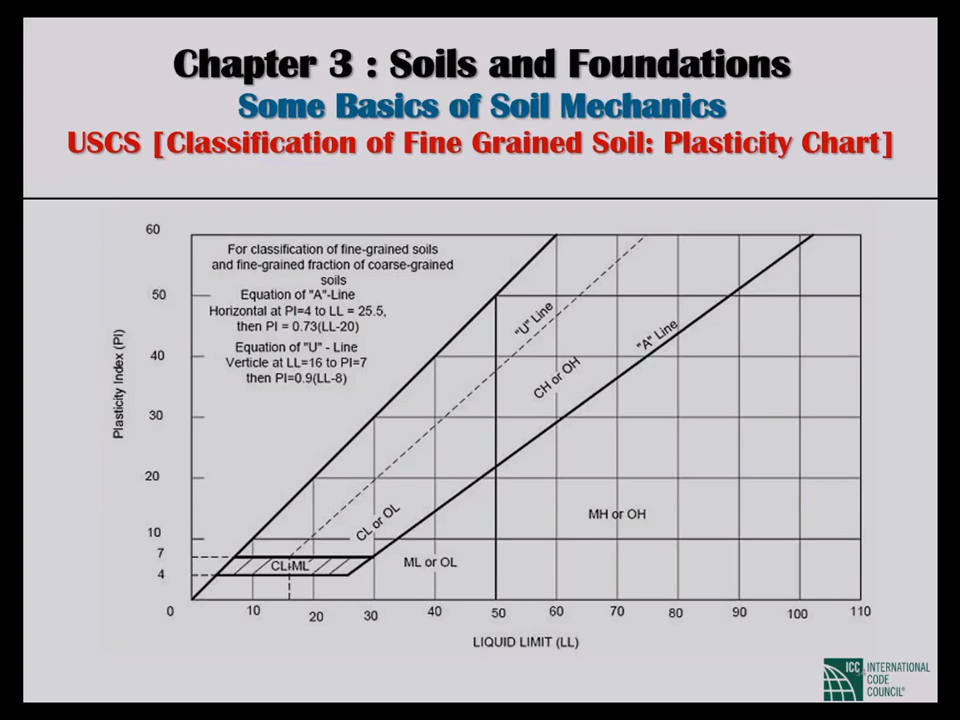 Chapter 3 : Soils and Foundations
Some Basics of Soil Mechanics
USCS [Classification of Fine Grained Soil: Plasticity Chart]
For classification of fine-grained soils
and fine-grained fraction of coarse-grained
soils
Equation of "A"-Line
Horizontal at PI=4 to LL = 25.5,
then PI = 0.73(LL-20)
Equation of "U" - Line
Verticle at LL=16 to PI=7
then PI=0.9(LL-8)
Plasticity Index (PI)
60
50
40
30
20
10
7
4
"U" Line
"A" Line
CH or OH
CL or OL
MH or OH
CL-ML
ML or OL
0
10
20
30
40
50
60
70
80
90
100
110
LIQUID LIMIT (LL)
ICC INTERNATIONAL
CODE
COUNCIL®